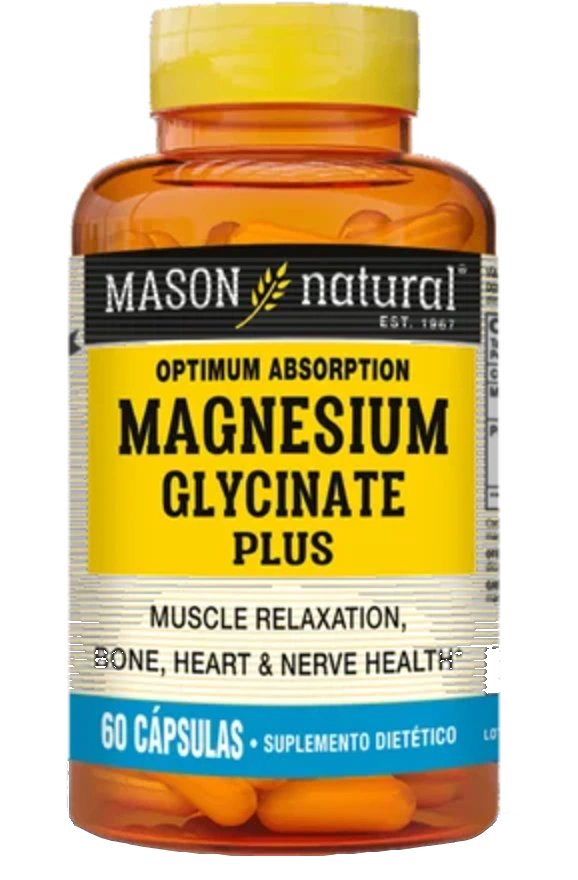 MASON natural
EST. 1967
OPTIMUM ABSORPTION
MAGNESIUM
GLYCINATE
PLUS
MUSCLE RELAXATION,
BONE, HEART & NERVE HEALTH*
60 CÁPSULAS • SUPLEMENTO DIETÉTICO